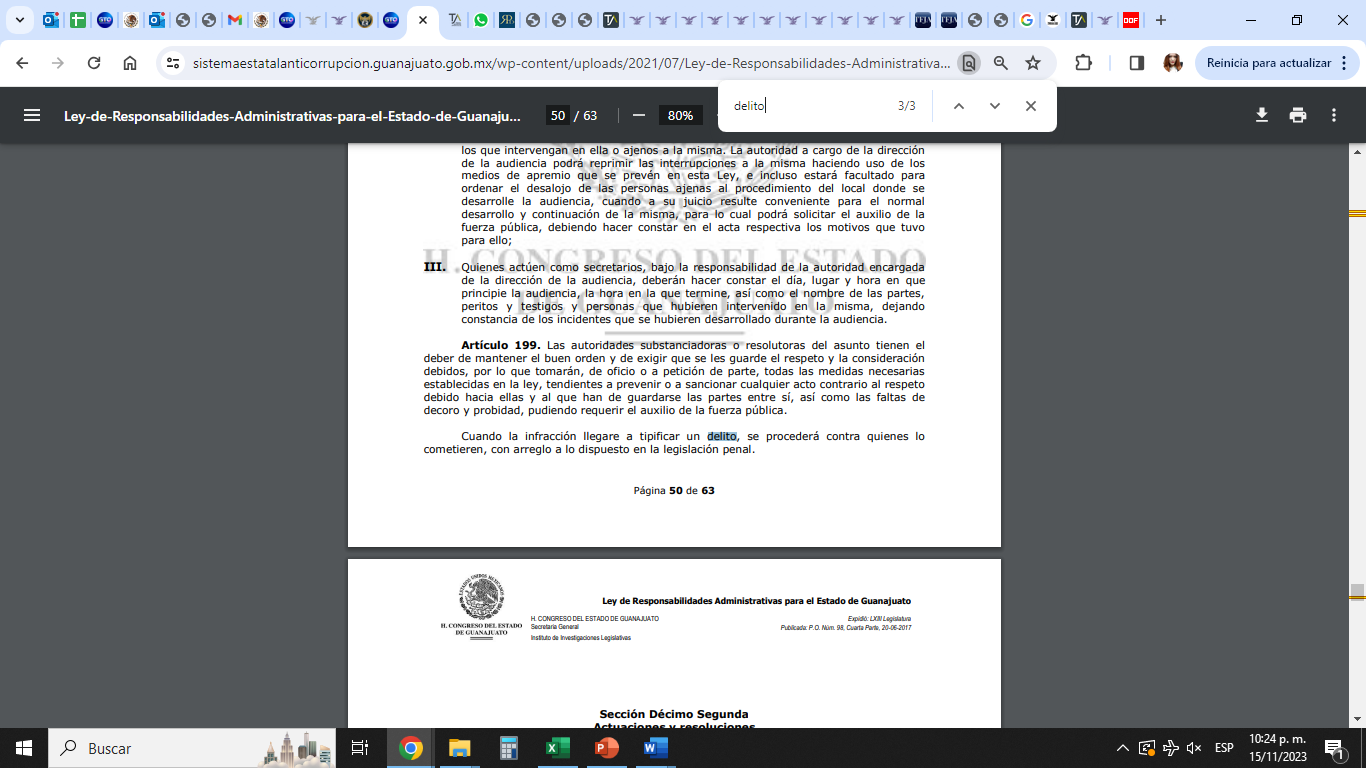 sistemaestatalanticorrupcion.guanajuato.gob.mx/wp-content/uploads/2021/07/Ley-de-Responsabilidades-Administrativa...
Reinicia para actualizar
delito
3/3
Ley-de-Responsabilidades-Administrativas-para-el-Estado-de-Guanaju...
50 / 63
80%
los que intervengan en ella o ajenos a la misma. La autoridad a cargo de la dirección
de la audiencia podrá reprimir las interrupciones a la misma haciendo uso de los
medios de apremio que se prevén en esta Ley, e incluso estará facultado para
ordenar el desalojo de las personas ajenas al procedimiento del local donde se
desarrolle la audiencia, cuando a su juicio resulte conveniente para el normal
desarrollo y continuación de la misma, para lo cual podrá solicitar el auxilio de la
fuerza pública, debiendo hacer constar en el acta respectiva los motivos que tuvo
para ello;
H. CONGRESO DEL ESTADO
DE GUANAJUATO
III. Quienes actúen como secretarios, bajo la responsabilidad de la autoridad encargada
de la dirección de la audiencia, deberán hacer constar el día, lugar y hora en que
principie la audiencia, la hora en la que termine, así como el nombre de las partes,
peritos y testigos y personas que hubieren intervenido en la misma, dejando
constancia de los incidentes que se hubieren desarrollado durante la audiencia.
Artículo 199. Las autoridades substanciadoras o resolutoras del asunto tienen el
deber de mantener el buen orden y de exigir que se les guarde el respeto y la consideración
debidos, por lo que tomarán, de oficio o a petición de parte, todas las medidas necesarias
establecidas en la ley, tendientes a prevenir o a sancionar cualquier acto contrario al respeto
debido hacia ellas y al que han de guardarse las partes entre sí, así como las faltas de
decoro y probidad, pudiendo requerir el auxilio de la fuerza pública.
Cuando la infracción llegare a tipificar un delito, se procederá contra quienes lo
cometieren, con arreglo a lo dispuesto en la legislación penal.
Página 50 de 63
H. CONGRESO DEL ESTADO
DE GUANAJUATO
Ley de Responsabilidades Administrativas para el Estado de Guanajuato
H. CONGRESO DEL ESTADO DE GUANAJUATO
Secretaría General
Instituto de Investigaciones Legislativas
Expidió: LXIII Legislatura
Publicada: P.O. Núm. 98, Cuarta Parte, 20-06-2017
Sección Décimo Segunda
Actuaciones y resoluciones
Buscar
ESP
10:24 p. m.
15/11/2023